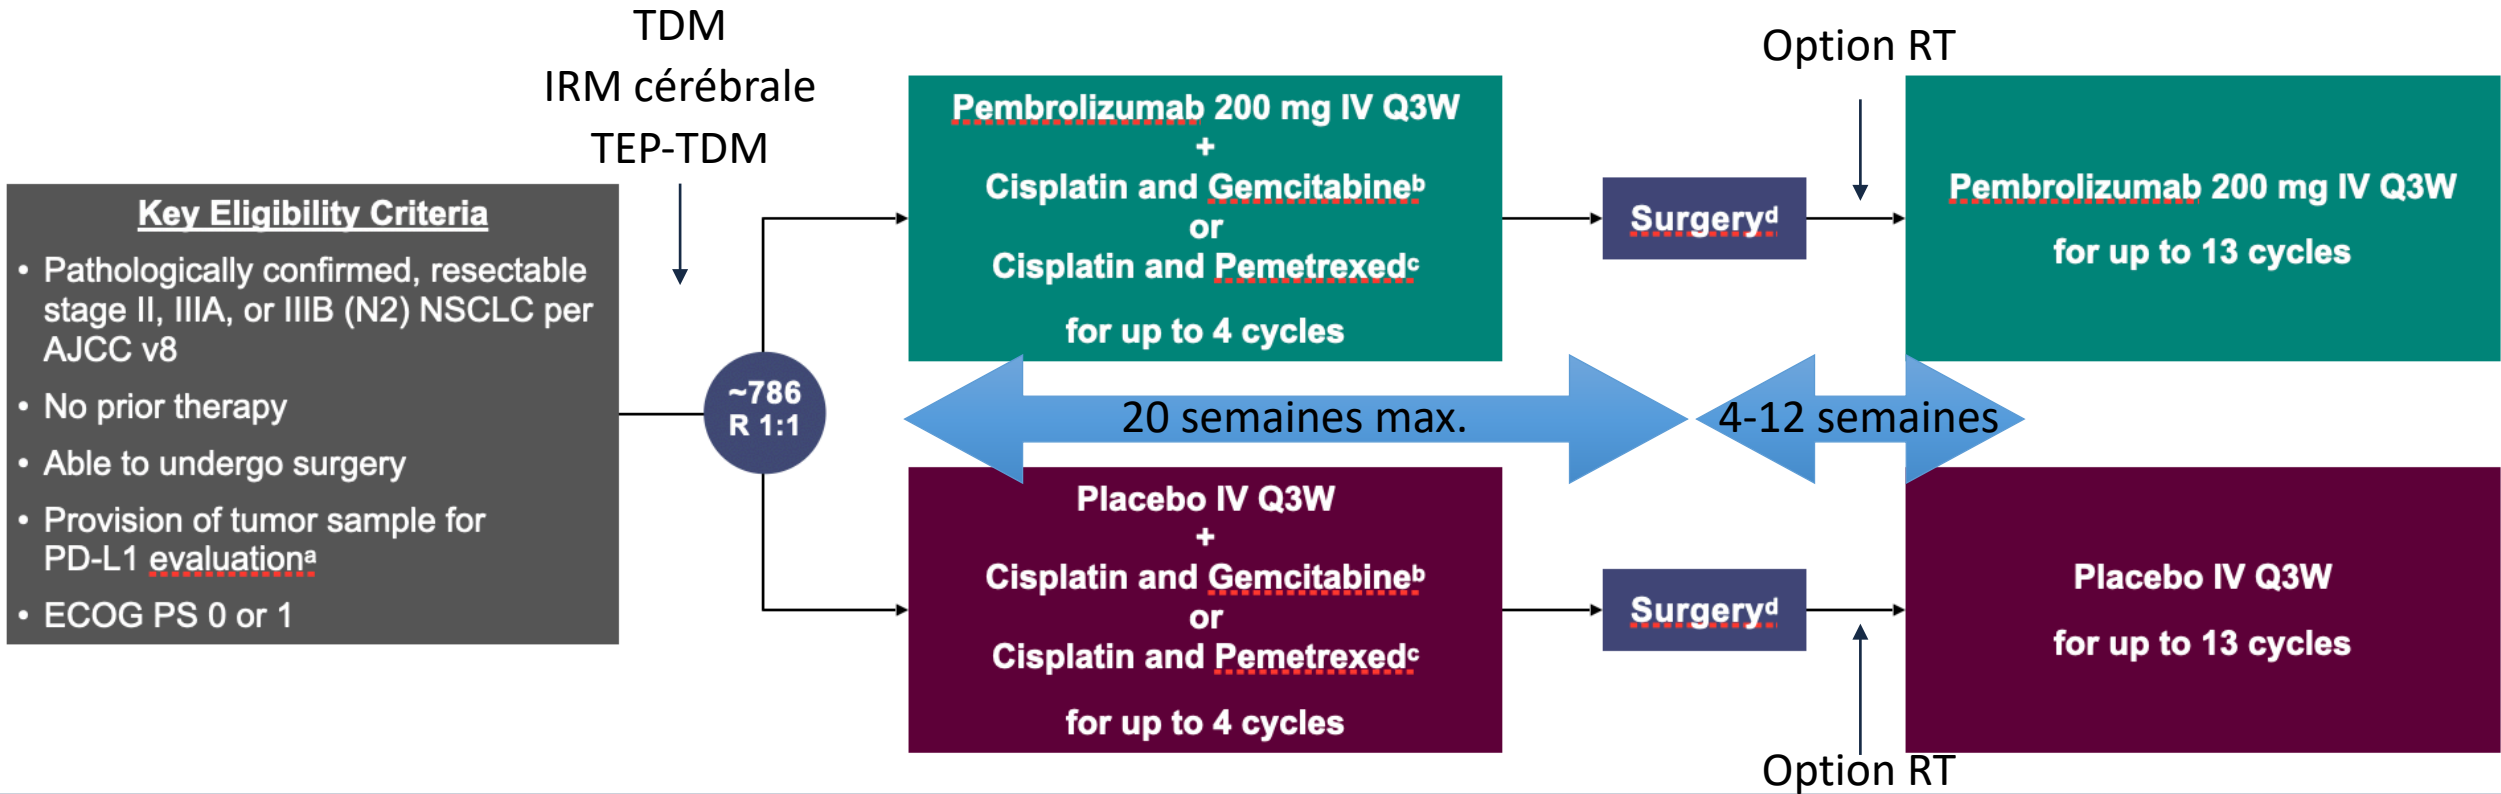 TDM
IRM cérébrale
TEP-TDM
Key Eligibility Criteria
• Pathologically confirmed, resectable
stage II, IIIA, or IIIB (N2) NSCLC per
AJCC v8
• No prior therapy
• Able to undergo surgery
• Provision of tumor sample for
PD-L1 evaluationᵃ
• ECOG PS 0 or 1
~786
R 1:1
Pembrolizumab 200 mg IV Q3W
+
Cisplatin and Gemcitabineᵇ
or
Cisplatin and Pemetrexedᶜ
for up to 4 cycles
Surgeryᵈ
Option RT
Pembrolizumab 200 mg IV Q3W
for up to 13 cycles
20 semaines max.
4-12 semaines
Placebo IV Q3W
+
Cisplatin and Gemcitabineᵇ
or
Cisplatin and Pemetrexedᶜ
for up to 4 cycles
Surgeryᵈ
Option RT
Placebo IV Q3W
for up to 13 cycles